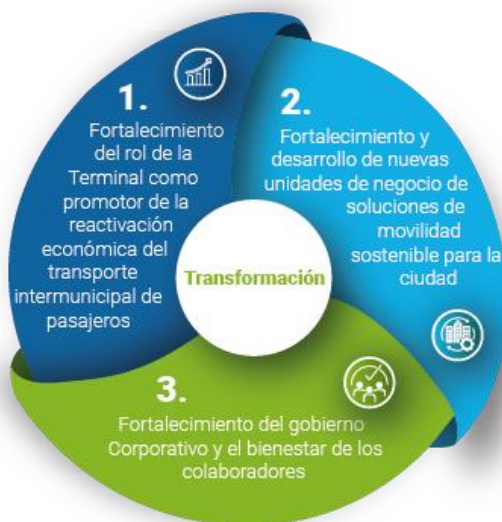 1.
Fortalecimiento
del rol de la
Terminal como
promotor de la
reactivación
económica del
transporte
intermunicipal de
pasajeros
2.
Fortalecimiento y
desarrollo de nuevas
unidades de negocio de
soluciones de
movilidad
sostenible para la
ciudad
Transformación
3.
Fortalecimiento del gobierno
Corporativo y el bienestar de los
colaboradores